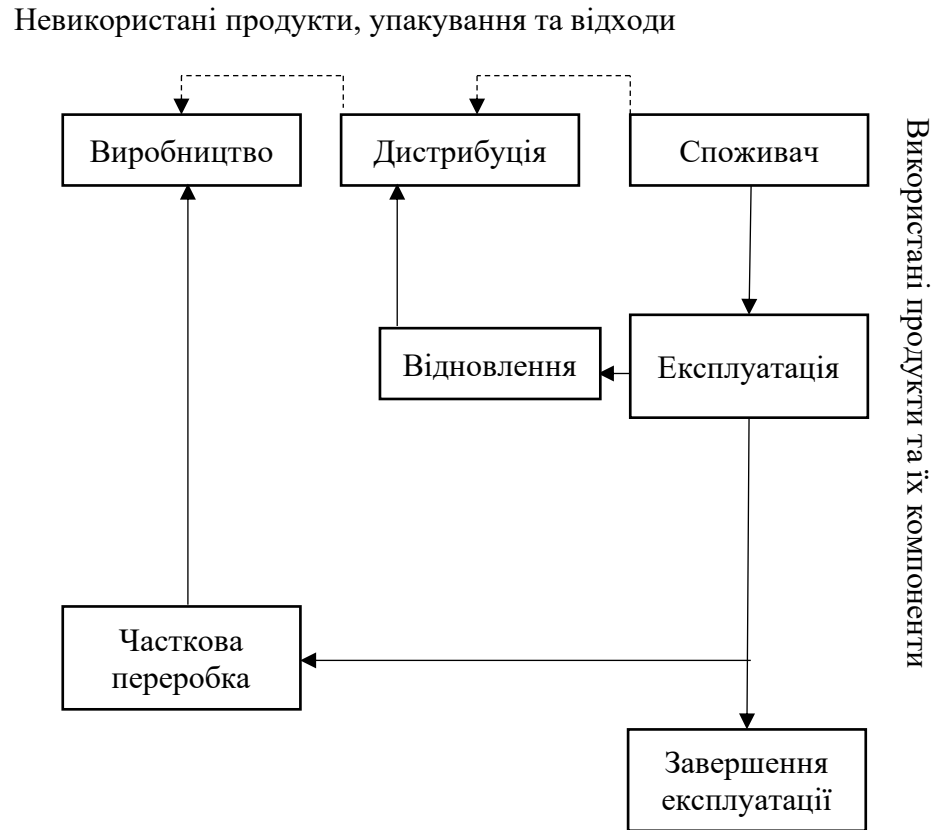 Невикористані продукти, упакування та відходи
Виробництво
Дистрибуція
Споживач
Використані продукти та їх компоненти
Відновлення
Експлуатація
Часткова
переробка
Завершення
експлуатації